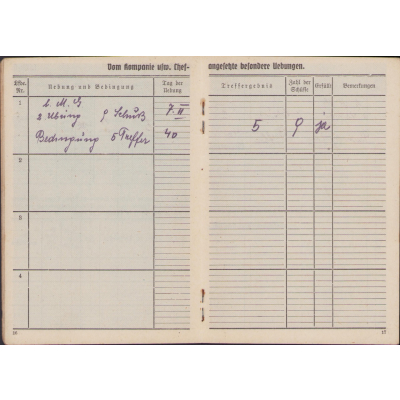 Vom Kompanie usw. Chef- angesetzte besondere Uebungen.
Lfde. Nr. Uebung und Bedingung Tag der Uebung Trefferergebnis Zahl der Schüsse Erfüllt Bemerkungen
1 l. M. G 7. II
2 Übung 9 Schuß 5 9 ja
Bedingung 5 Treffer 40
2
3
4
16 17